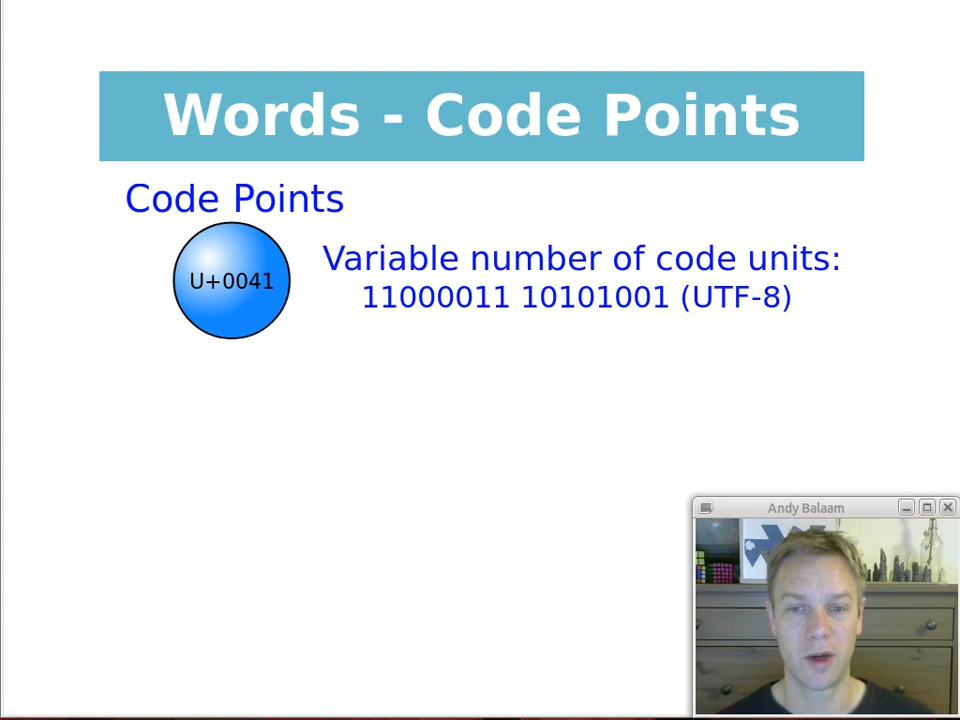 Words - Code Points
Code Points
U+0041
Variable number of code units:
11000011 10101001 (UTF-8)
Andy Balaam